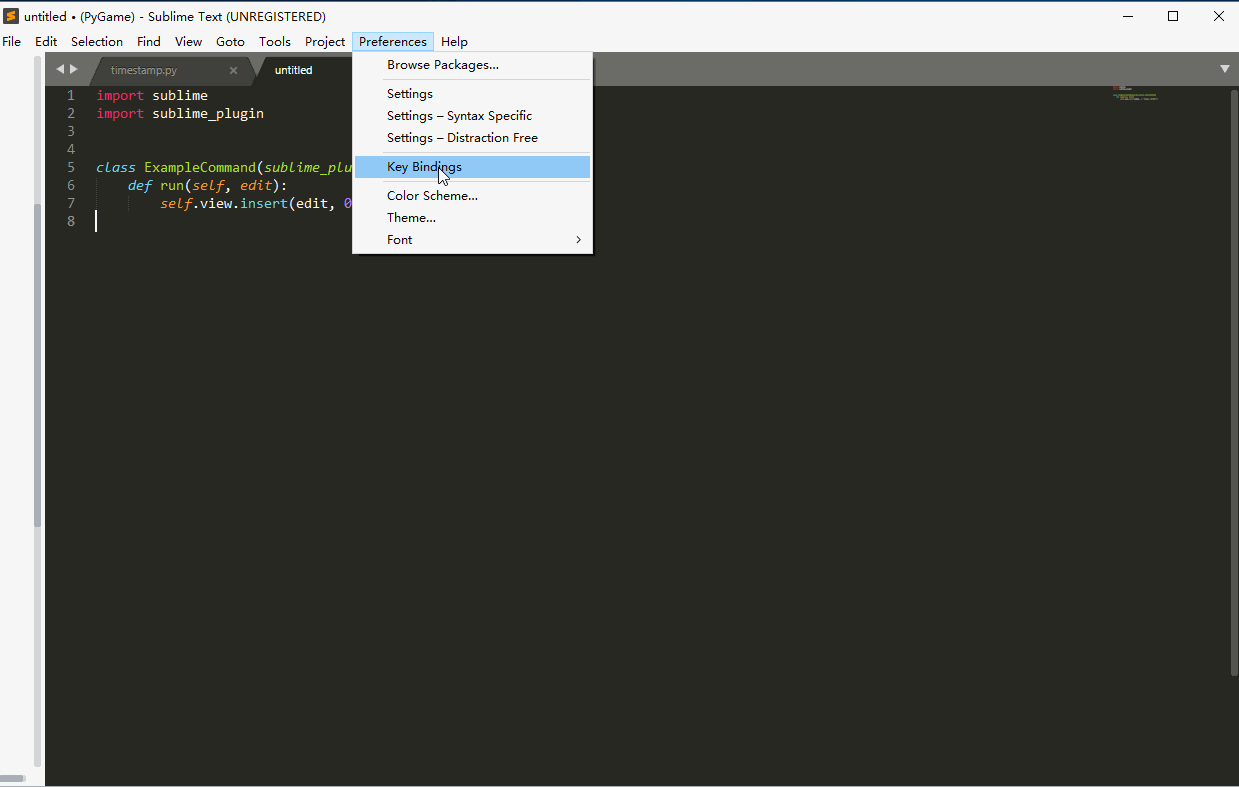 untitled • (PyGame) - Sublime Text (UNREGISTERED)
File Edit Selection Find View Goto Tools Project Preferences Help
timestamp.py untitled
Browse Packages...
Settings
Settings – Syntax Specific
Settings – Distraction Free
Key Bindings
Color Scheme...
Theme...
Font
1 import sublime
2 import sublime_plugin
3
4
5 class ExampleCommand(sublime_plu
6 def run(self, edit):
7 self.view.insert(edit, 0
8